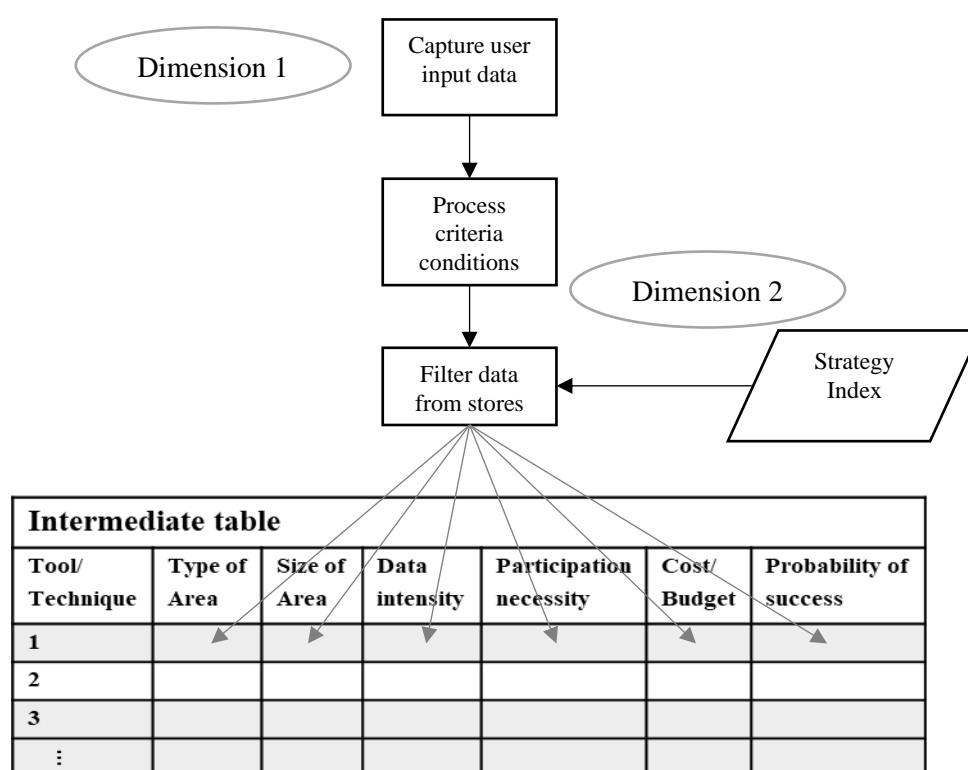 Dimension 1
Capture user
input data
Process
criteria
conditions
Dimension 2
Filter data
from stores
Strategy
Index
Intermediate table
Tool/
Technique
Type of
Area
Size of
Area
Data
intensity
Participation
necessity
Cost/
Budget
Probability of
success
1
2
3
⋮